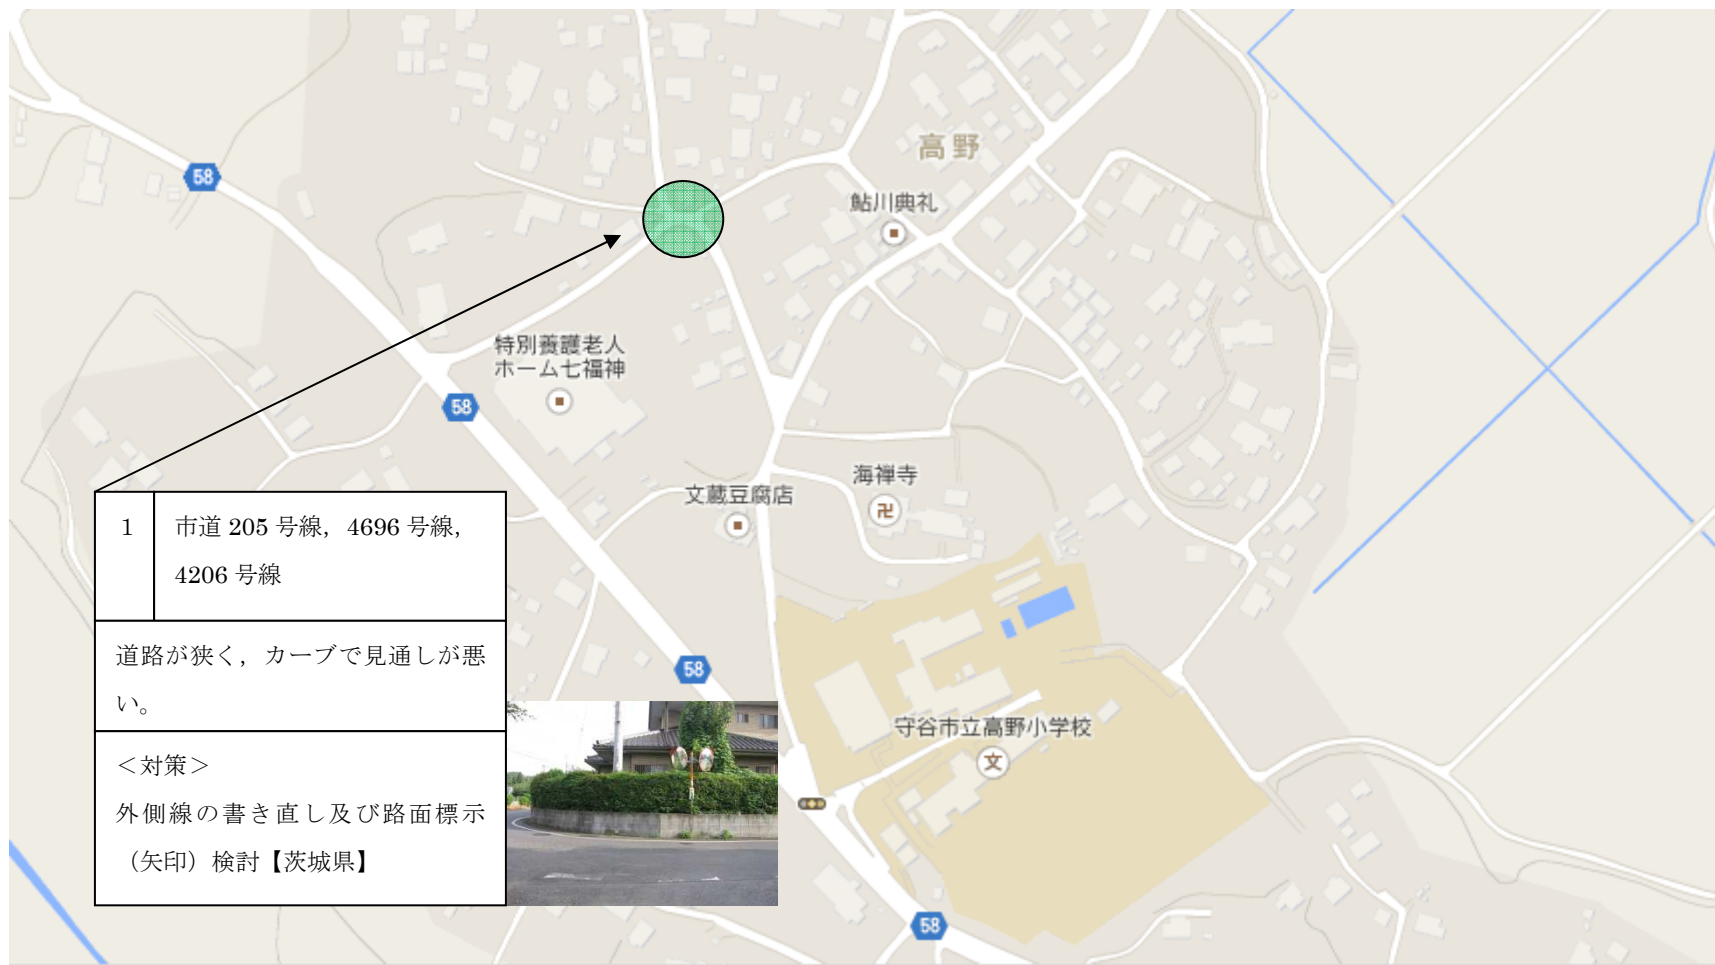 高野
58
鮎川典礼
特別養護老人
ホーム七福神
58
海禅寺
文蔵豆腐店
1
市道 205 号線，4696 号線，
4206 号線
道路が狭く，カーブで見通しが悪
い。
58
守谷市立高野小学校
文
＜対策＞
外側線の書き直し及び路面標示
（矢印）検討【茨城県】
58